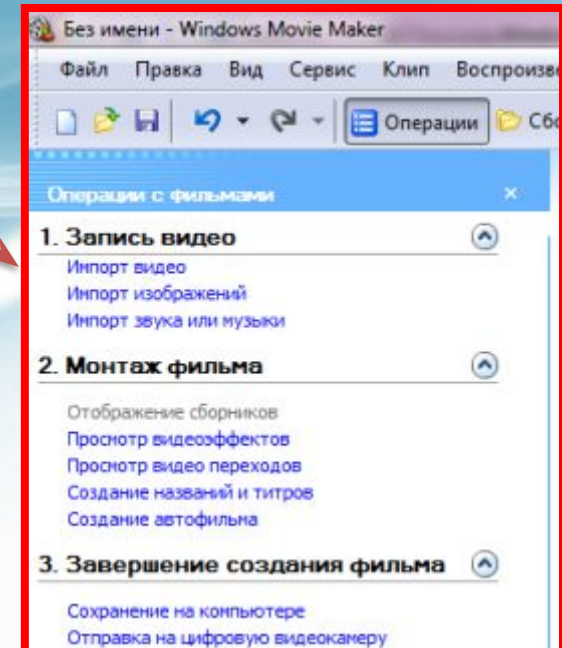 Без имени - Windows Movie Maker
Файл Правка Вид Сервис Клип
Операции
Операции с фильмами
1. Запись видео
Импорт видео
Импорт изображений
Импорт звука или музыки
2. Монтаж фильма
Отображение сборников
Просмотр видеоэффектов
Просмотр видео переходов
Создание названий и титров
Создание автофильма
3. Завершение создания фильма
Сохранение на компьютере
Отправка на цифровую видеокамеру